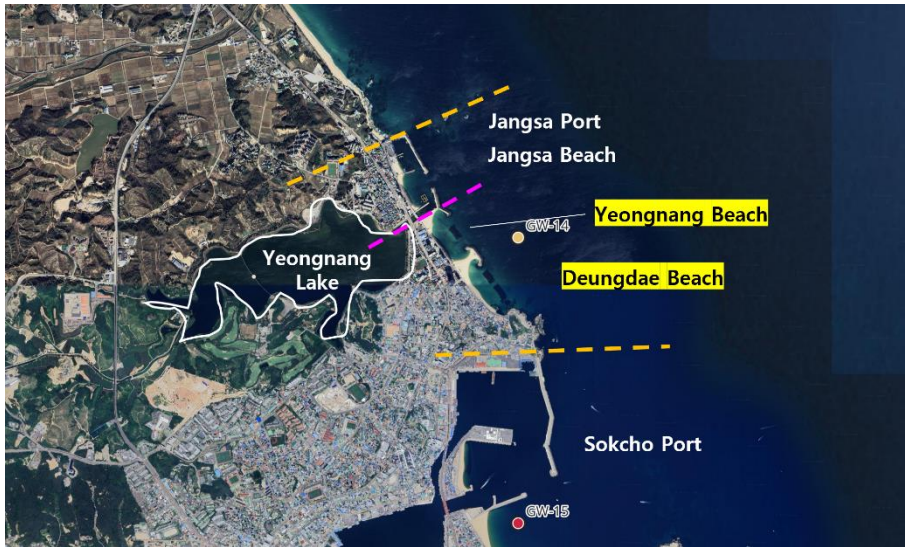 Jangsa Port
Jangsa Beach
Yeongnang Beach
GW-14
Yeongnang
Lake
Deungdae Beach
Sokcho Port
GW-15